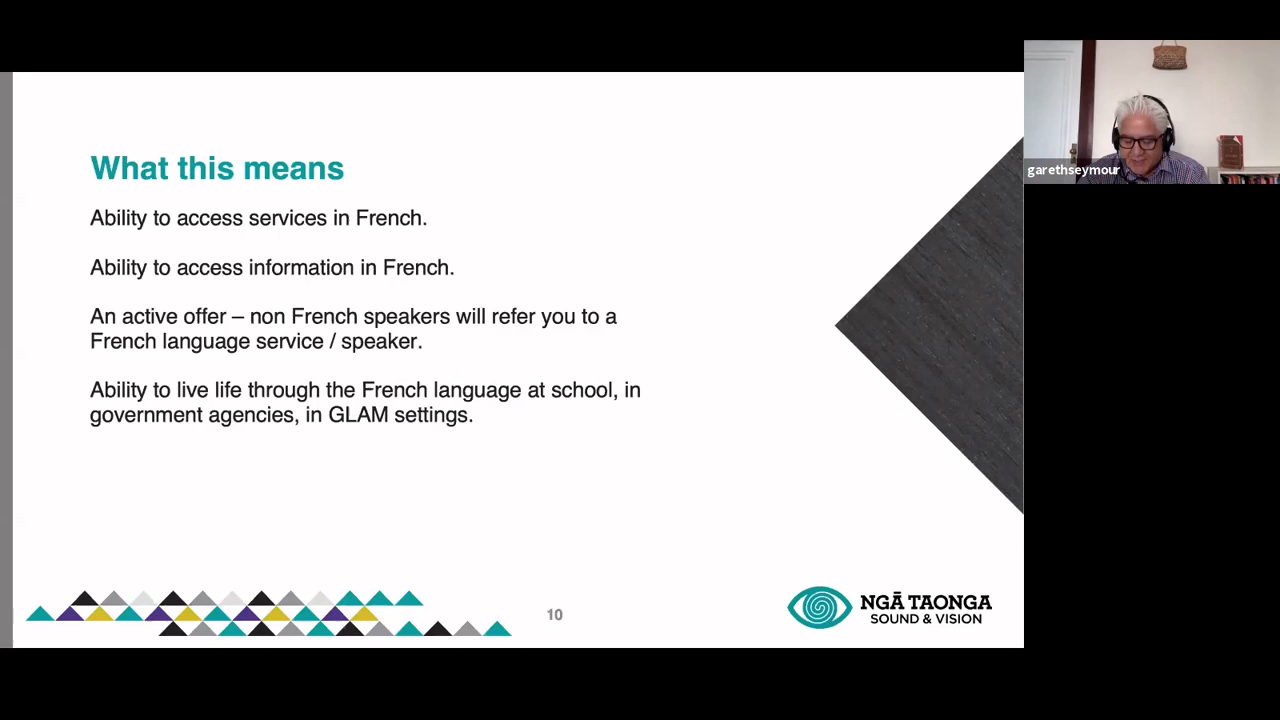 What this means
Ability to access services in French.
Ability to access information in French.
An active offer – non French speakers will refer you to a
French language service / speaker.
Ability to live life through the French language at school, in
government agencies, in GLAM settings.
10
NGĀ TAONGA
SOUND & VISION
garethseymour